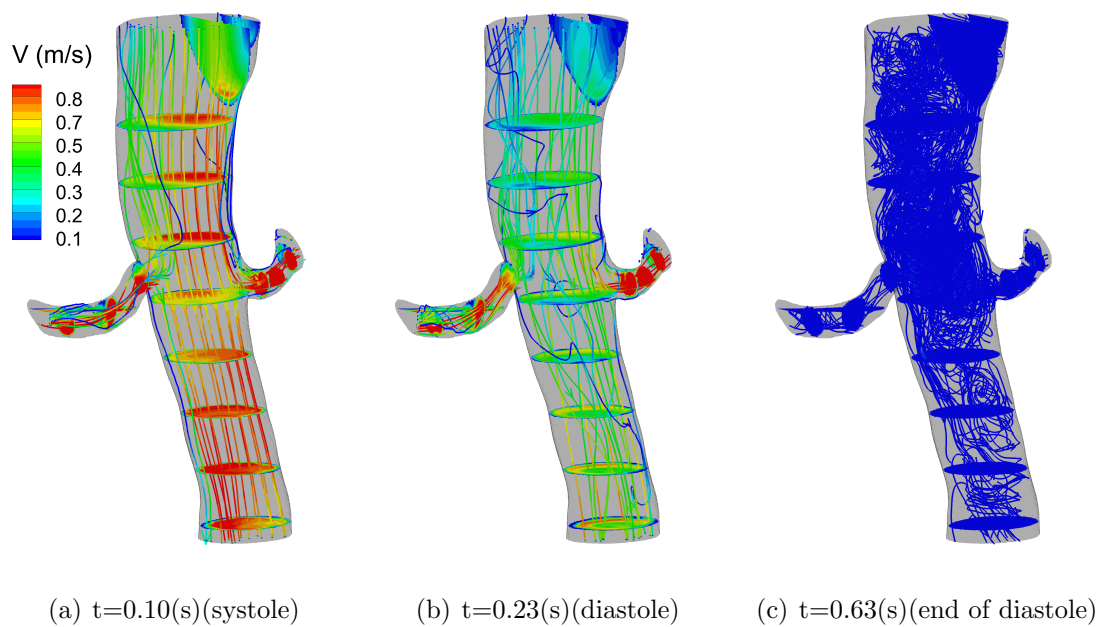 V (m/s)
0.8
0.7
0.5
0.4
0.3
0.2
0.1
(a) t=0.10(s)(systole)
(b) t=0.23(s)(diastole)
(c) t=0.63(s)(end of diastole)